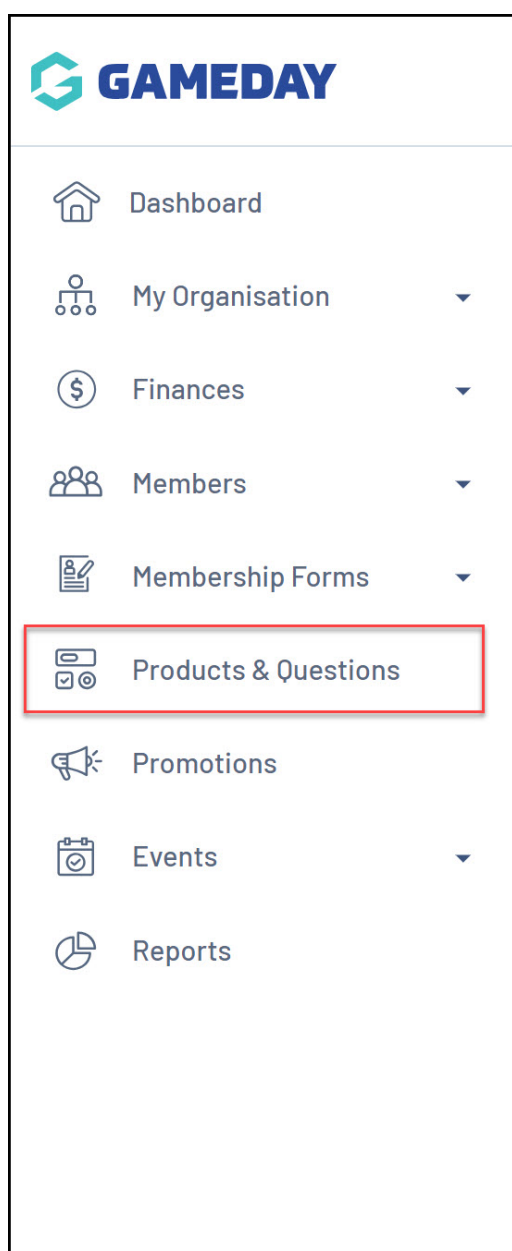 GAMEDAY
Dashboard
My Organisation
Finances
Members
Membership Forms
Products & Questions
Promotions
Events
Reports